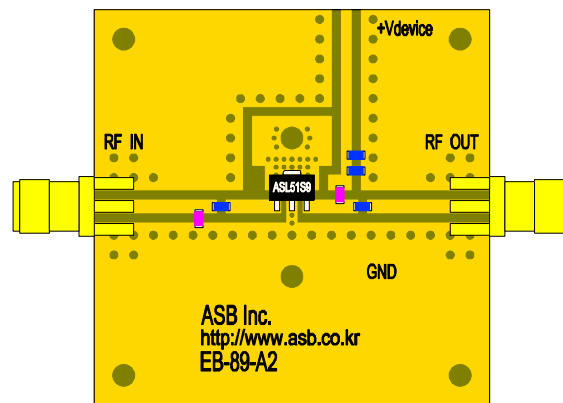 +Vdevice
RF IN
RF OUT
ASL51S9
GND
ASB Inc.
http://www.asb.co.kr
EB-89-A2